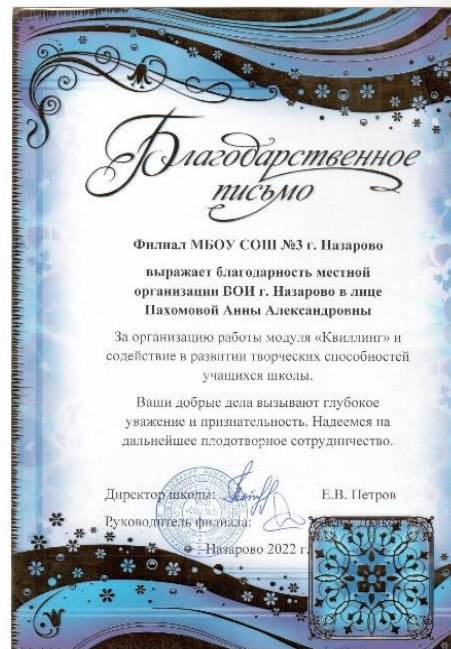 Благодарственное
письмо
Филиал МБОУ СОШ №3 г. Назарово
выражает благодарность местной
организации ВОИ г. Назарово в лице
Пахомовой Анны Александровны
За организацию работы модуля «Квиллинг» и
содействие в развитии творческих способностей
учащихся школы.
Ваши добрые дела вызывают глубокое
уважение и признательность. Надеемся на
дальнейшее плодотворное сотрудничество.
Директор школы: Е.В. Петров
Руководитель филиала:
Назарово 2022 г.